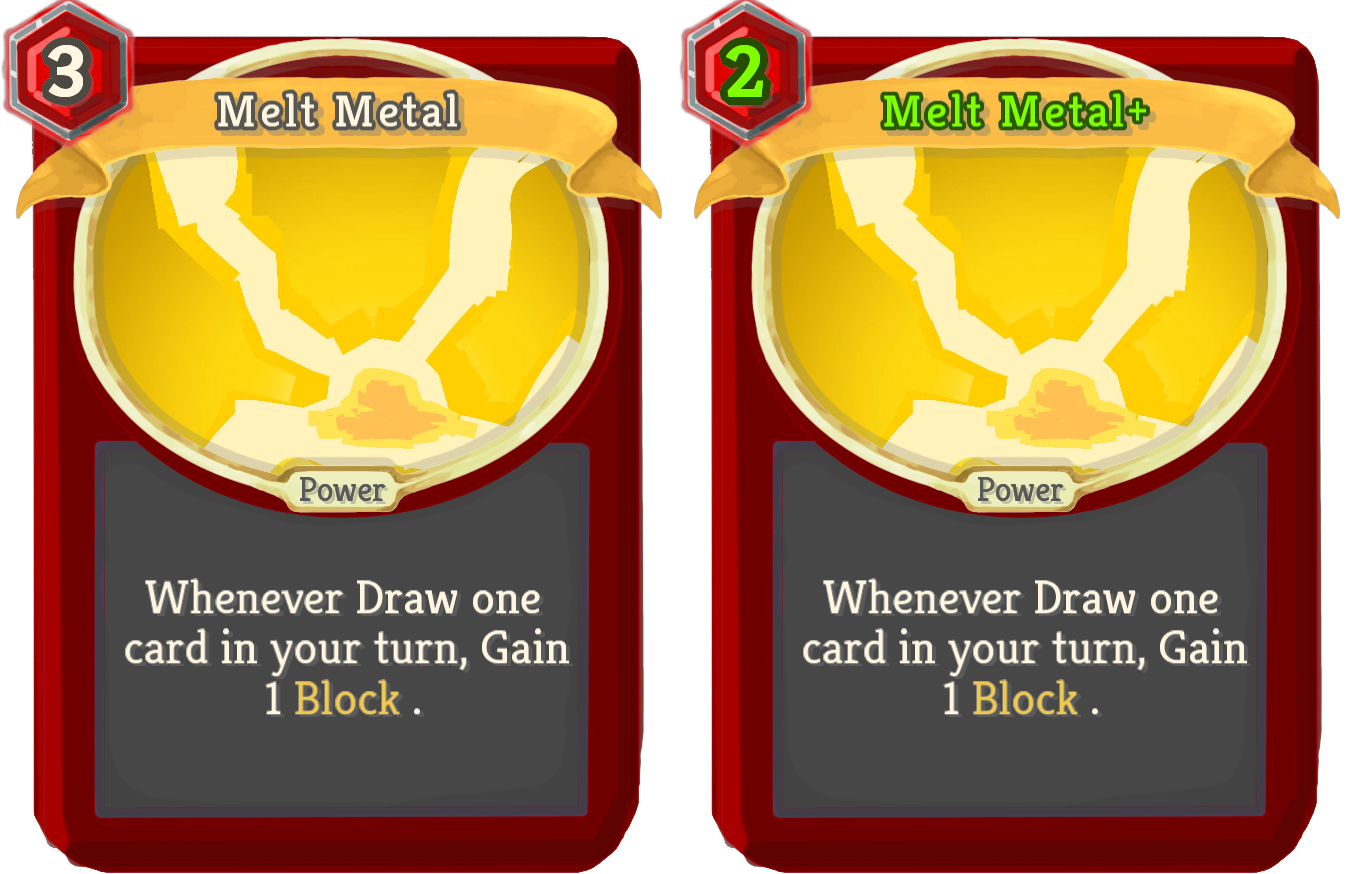 3
Melt Metal
Power
Whenever Draw one
card in your turn, Gain
1 Block .
2
Melt Metal+
Power
Whenever Draw one
card in your turn, Gain
1 Block .